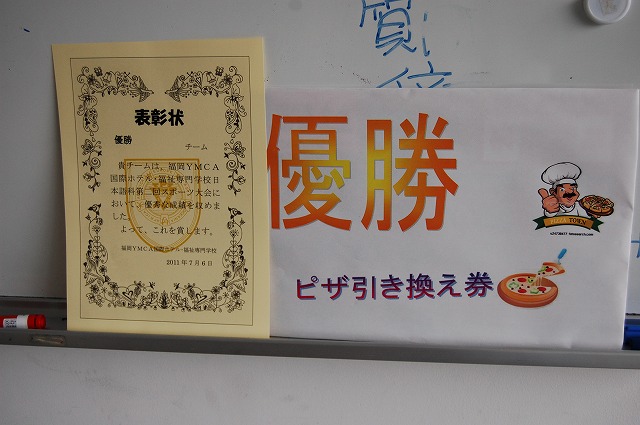 質
表彰状
優勝
チーム
貴チームは、福岡YMCA
国際ホテル・福祉専門学校日
本語科第二回スポーツ大会に
おいて、優秀な成績を収めまし
た。
よって、これを賞します。
福岡YMCA国際ホテル・福祉専門学校
2011年7月6日
優勝
ピザ引き換え券